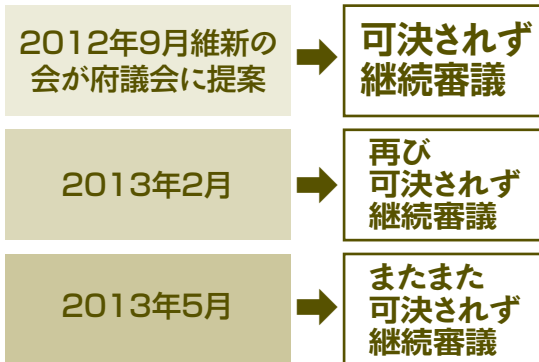 2012年9月維新の
会が府議会に提案
可決されず
継続審議
2013年2月
再び
可決されず
継続審議
2013年5月
またまた
可決されず
継続審議